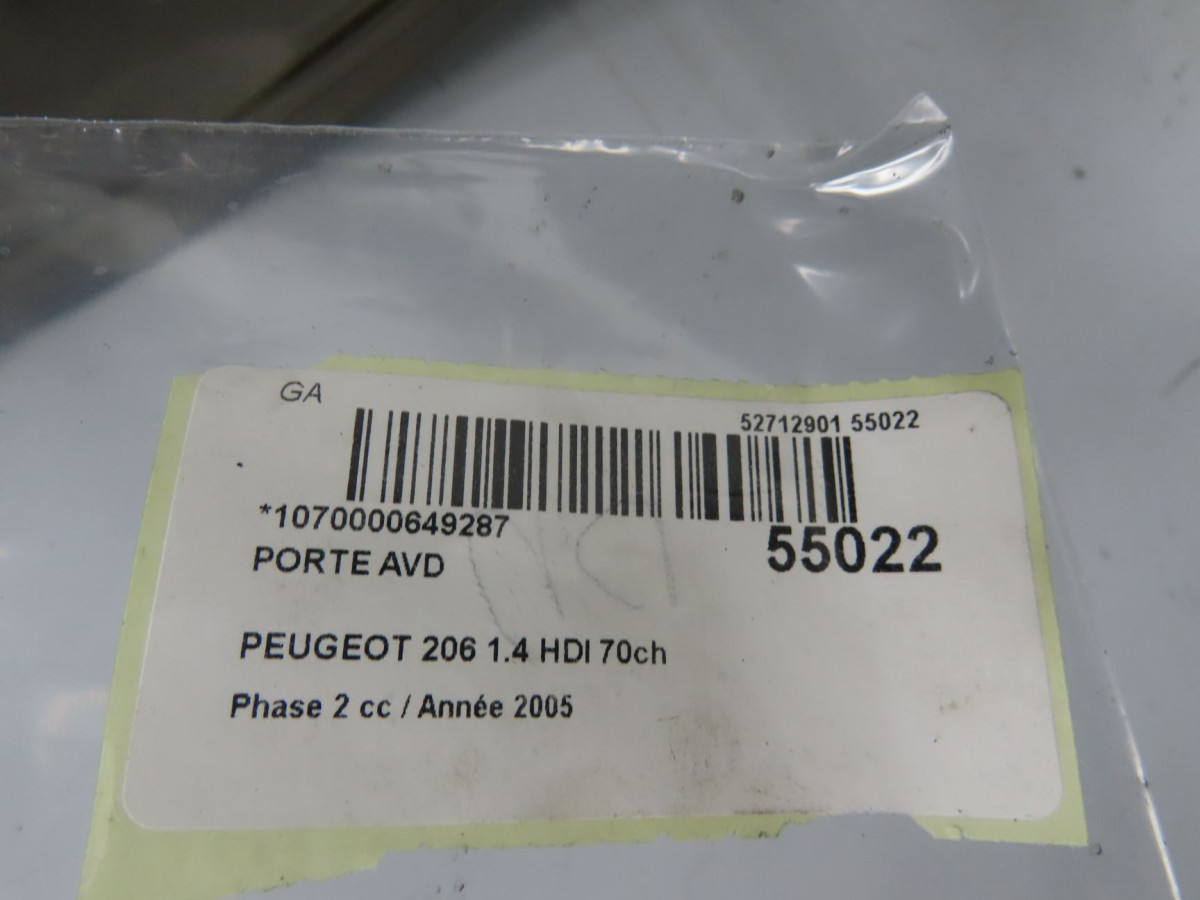 GA
52712901 55022
*1070000649287
55022
PORTE AVD
PEUGEOT 206 1.4 HDI 70ch
Phase 2 cc / Année 2005